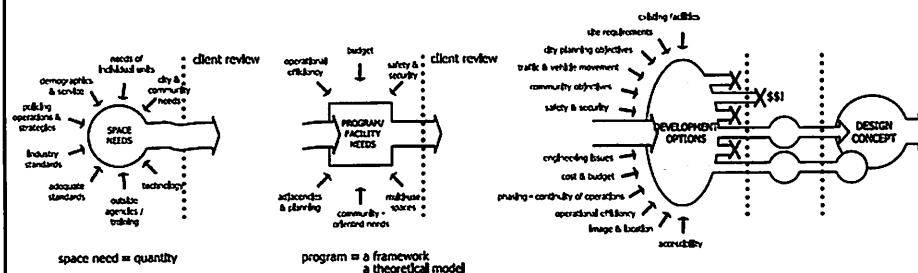 needs of
individual units
client review
demographics
& service
city &
community
needs
policing
operations &
strategies
SPACE
NEEDS
industry
standards
adequate
standards
technology
outside
agencies /
training
space need = quantity
budget
client review
operational
efficiency
safety &
security
PROGRAM/
FACILITY
NEEDS
adjacencies
& planning
multi-use
spaces
community -
oriented needs
program = a framework
a theoretical model
existing facilities
site requirements
city planning objectives
traffic & vehicle movement
community objectives
safety & security
$$!
DEVELOPMENT
OPTIONS
DESIGN
CONCEPT
engineering issues
cost & budget
phasing - continuity of operations
operational efficiency
image & location
accessibility